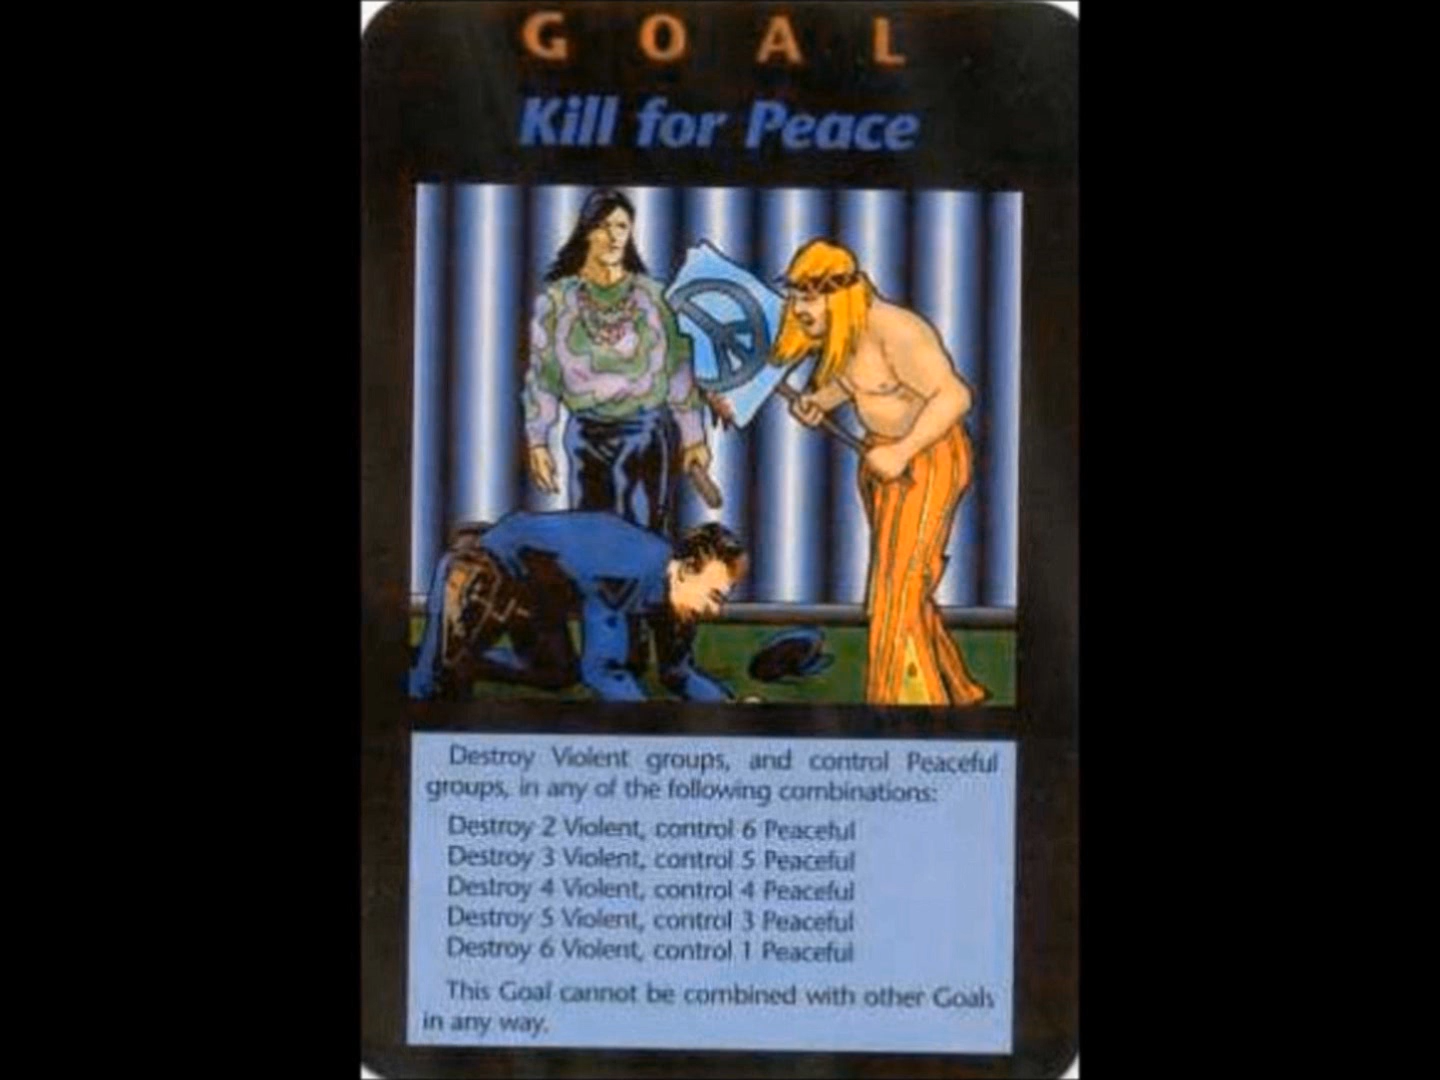 GOAL
Kill for Peace
Destroy Violent groups, and control Peaceful
groups, in any of the following combinations:
Destroy 2 Violent, control 6 Peaceful
Destroy 3 Violent, control 5 Peaceful
Destroy 4 Violent, control 4 Peaceful
Destroy 5 Violent, control 3 Peaceful
Destroy 6 Violent, control 1 Peaceful
This Goal cannot be combined with other Goals
in any way.